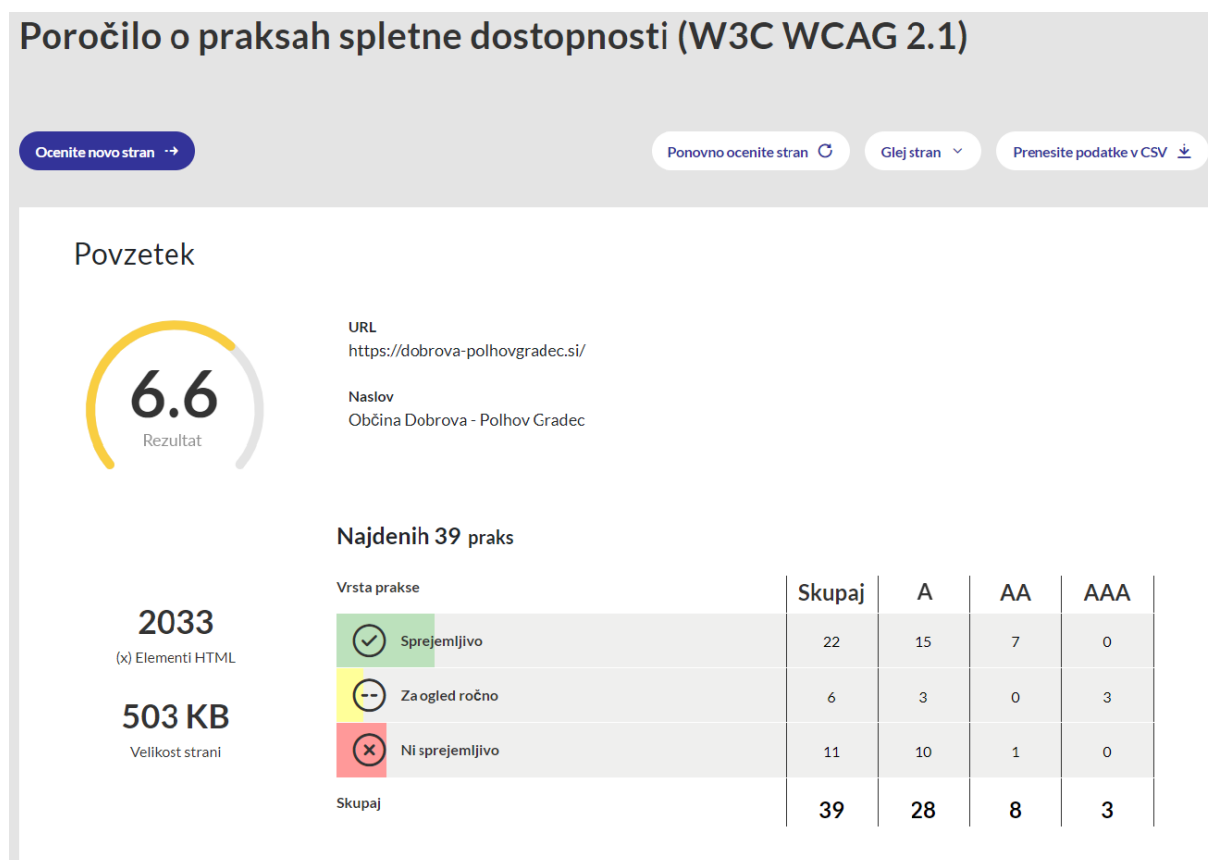 Poročilo o praksah spletne dostopnosti (W3C WCAG 2.1)
Ocenite novo stran
Ponovno ocenite stran
Glej stran
Prenesite podatke v CSV
Povzetek
6.6
Rezultat
URL
https://dobrova-polhovgradec.si/
Naslov
Občina Dobrova - Polhov Gradec
2033
(x) Elementi HTML
503 KB
Velikost strani
Najdenih 39 praks
Vrsta prakse Skupaj A AA AAA
Sprejemljivo 22 15 7 0
Za ogled ročno 6 3 0 3
Ni sprejemljivo 11 10 1 0
Skupaj 39 28 8 3